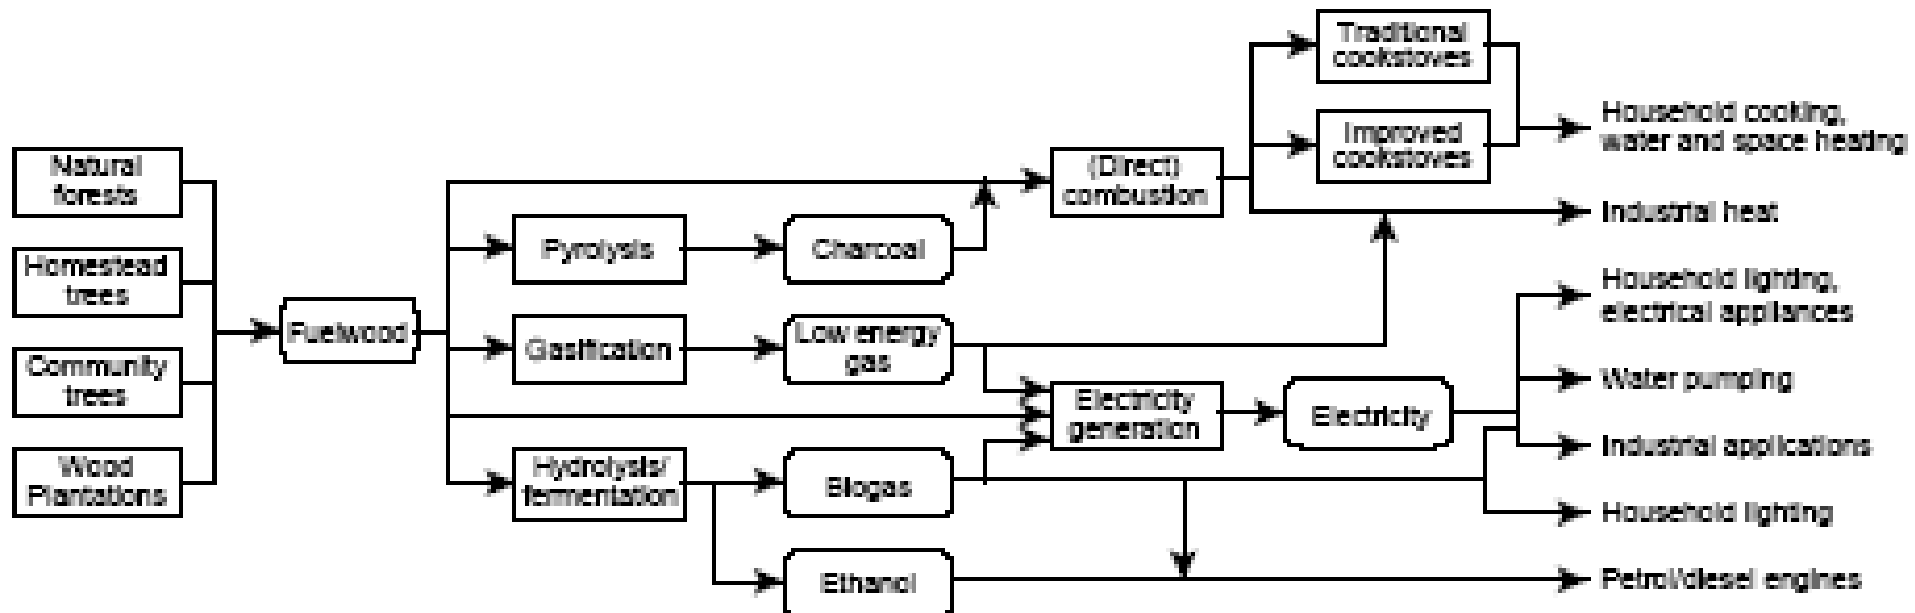 Natural
forests
Homestead
trees
Community
trees
Wood
Plantations
Fuelwood
Pyrolysis
Gasification
Hydrolysis/
fermentation
Charcoal
Low energy
gas
Biogas
Ethanol
(Direct)
combustion
Electricity
generation
Electricity
Traditional
cookstoves
Improved
cookstoves
Household cooking,
water and space heating
Industrial heat
Household lighting,
electrical appliances
Water pumping
Industrial applications
Household lighting
Petrol/diesel engines